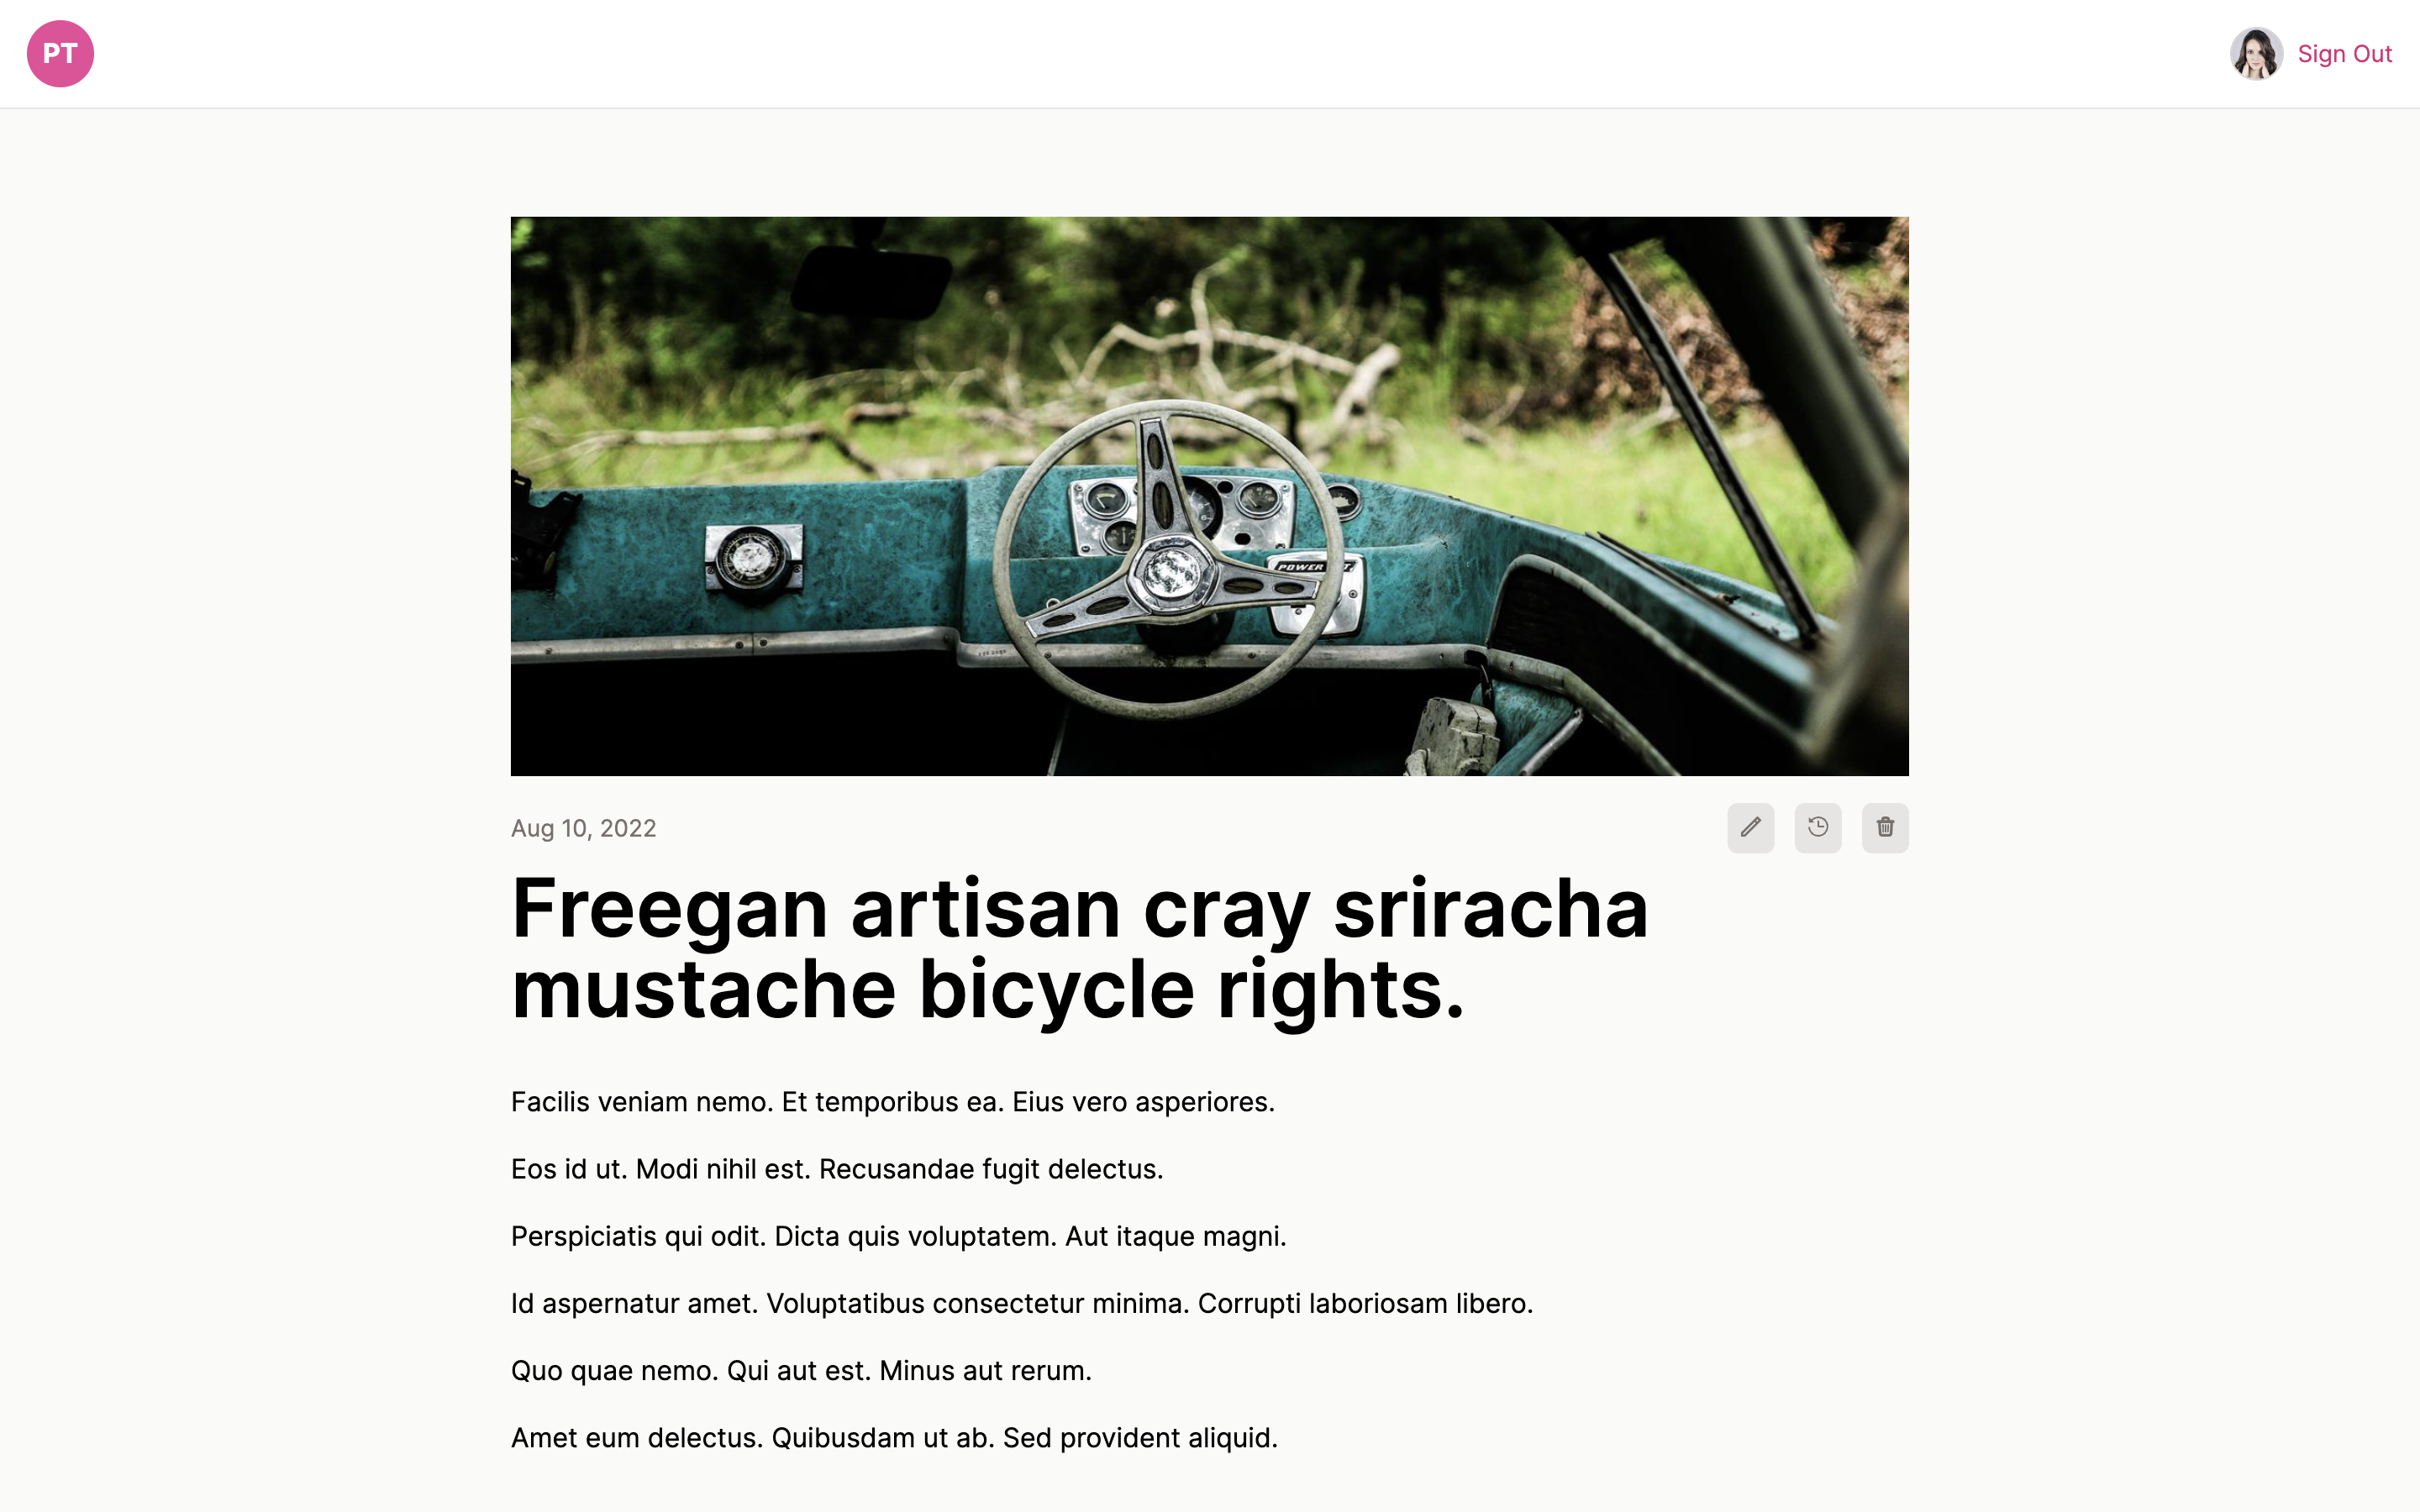 PT
Sign Out
POWER
Aug 10, 2022
Freegan artisan cray sriracha
mustache bicycle rights.
Facilis veniam nemo. Et temporibus ea. Eius vero asperiores.
Eos id ut. Modi nihil est. Recusandae fugit delectus.
Perspiciatis qui odit. Dicta quis voluptatem. Aut itaque magni.
Id aspernatur amet. Voluptatibus consectetur minima. Corrupti laboriosam libero.
Quo quae nemo. Qui aut est. Minus aut rerum.
Amet eum delectus. Quibusdam ut ab. Sed provident aliquid.